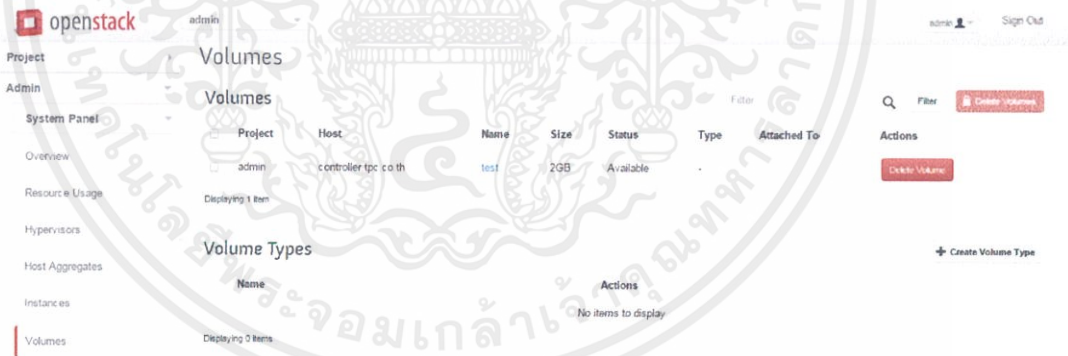 openstack
admin
admin
Sign Out
Project
Admin
System Panel
Overview
Resource Usage
Hypervisors
Host Aggregates
Instances
Volumes
Volumes
Volumes
Filter
Filter
Delete Volumes
Project Host Name Size Status Type Attached To Actions
admin controller.tpc.co.th test 2GB Available - Delete Volume
Displaying 1 item
Volume Types
+ Create Volume Type
Name Actions
No items to display
Displaying 0 items